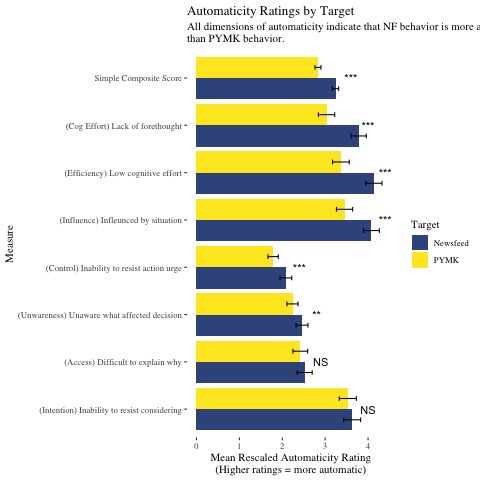 Automaticity Ratings by Target
All dimensions of automaticity indicate that NF behavior is more a
than PYMK behavior.
Simple Composite Score
***
(Cog Effort) Lack of forethought
***
(Efficiency) Low cognitive effort
***
(Influence) Infleunced by situation
***
(Control) Inability to resist action urge
***
(Unwareness) Unaware what affected decision
**
(Access) Difficult to explain why
NS
(Intention) Inability to resist considering
NS
Measure
Target
Newsfeed
PYMK
0 1 2 3 4
Mean Rescaled Automaticity Rating
(Higher ratings = more automatic)